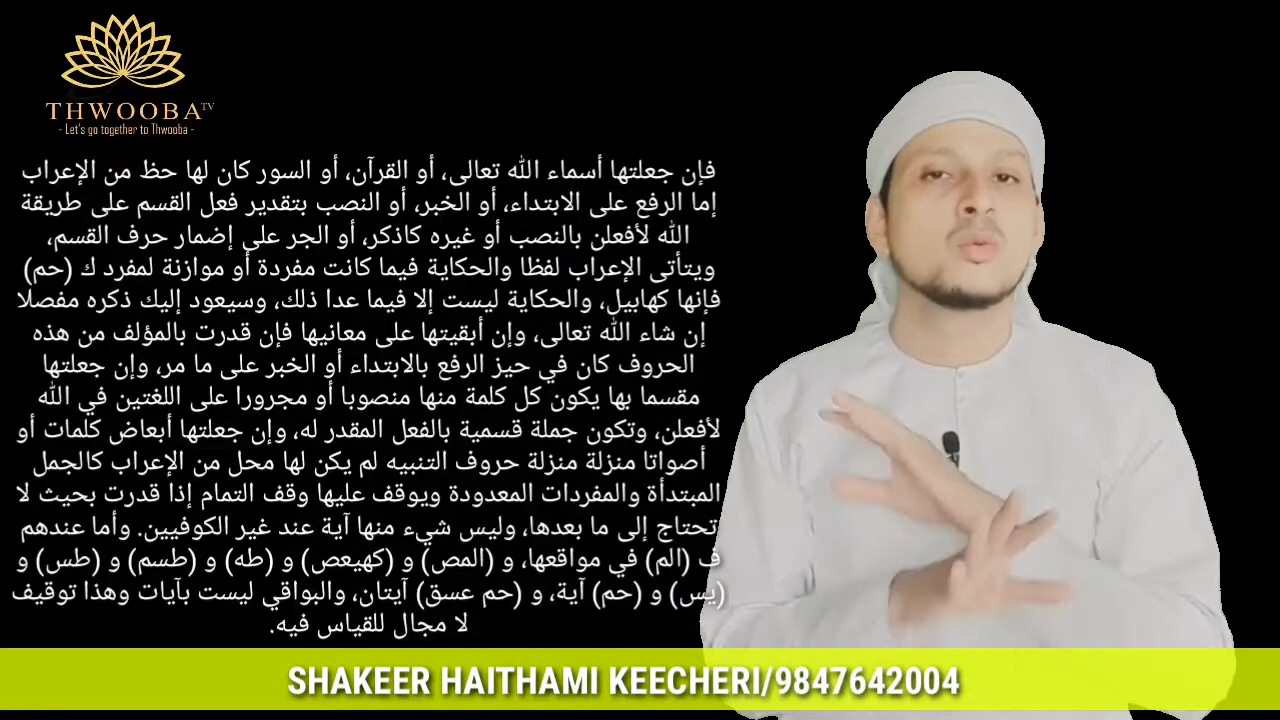 THWOOBA TV
- Let's go together to Thwooba -
فإن جعلتها أسماء الله تعالى، أو القرآن، أو السور كان لها حظ من الإعراب
إما الرفع على الابتداء، أو الخبر، أو النصب بتقدير فعل القسم على طريقة
الله لأفعلن بالنصب أو غيره كاذكر، أو الجر على إضمار حرف القسم،
ويتأتى الإعراب لفظا والحكاية فيما كانت مفردة أو موازنة لمفرد ك (حم)
فإنها كهابيل، والحكاية ليست إلا فيما عدا ذلك، وسيعود إليك ذكره مفصلا
إن شاء الله تعالى، وإن أبقيتها على معانيها فإن قدرت بالمؤلف من هذه
الحروف كان في حيز الرفع بالابتداء أو الخبر على ما مر، وإن جعلتها
مقسما بها يكون كل كلمة منها منصوبا أو مجرورا على اللغتين في الله
لأفعلن، وتكون جملة قسمية بالفعل المقدر له، وإن جعلتها أبعاض كلمات أو
أصواتا منزلة منزلة حروف التنبيه لم يكن لها محل من الإعراب كالجمل
المبتدأة والمفردات المعدودة ويوقف عليها وقف التمام إذا قدرت بحيث لا
تحتاج إلى ما بعدها، وليس شيء منها آية عند غير الكوفيين. وأما عندهم
ف (الم) في مواقعها، و (المص) و (كهيعص) و (طه) و (طسم) و (طس) و
(يس) و (حم) آية، و (حم عسق) آيتان، والبواقي ليست بآيات وهذا توقيف
لا مجال للقياس فيه.
SHAKEER HAITHAMI KEECHERI/9847642004